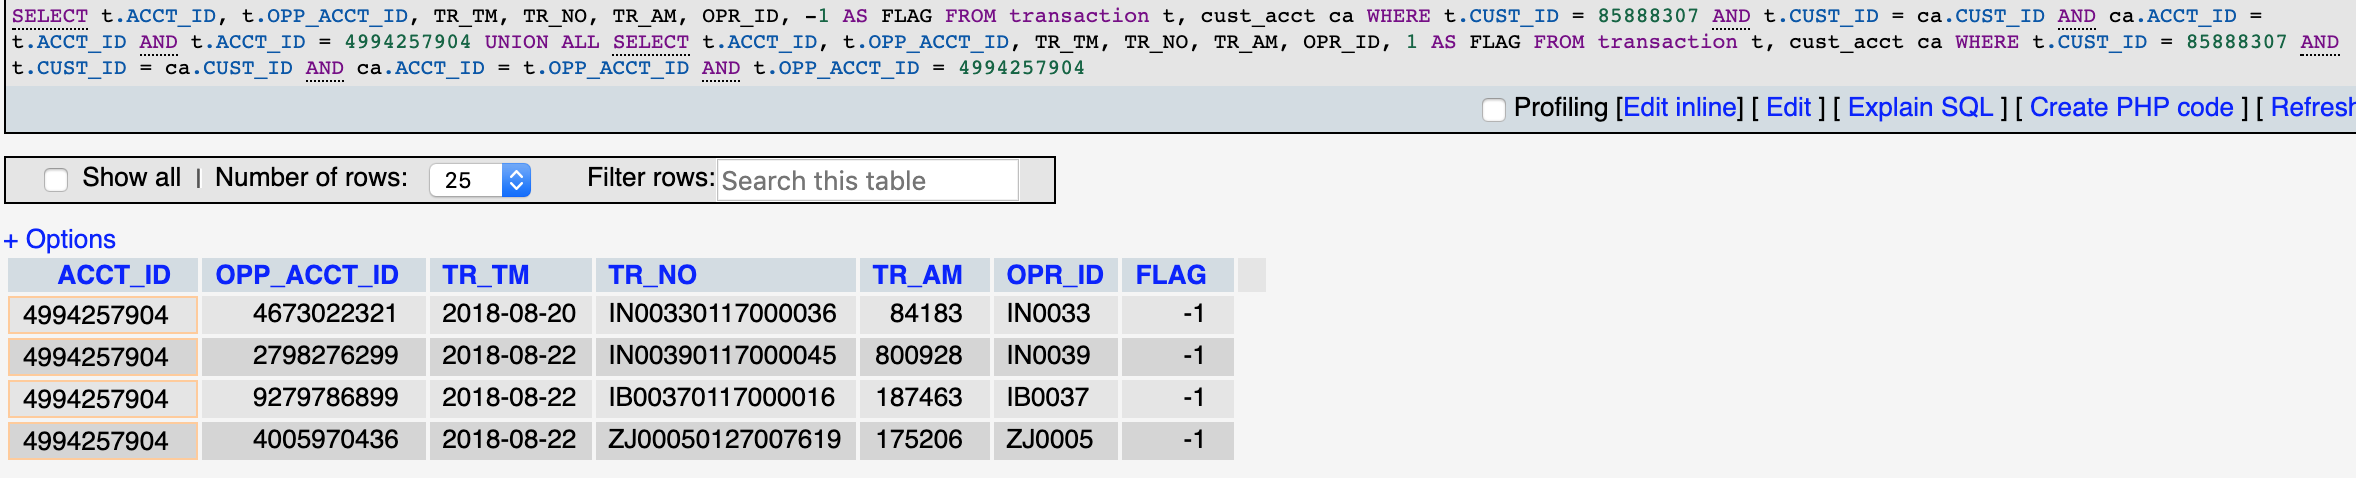 SELECT t.ACCT_ID, t.OPP_ACCT_ID, TR_TM, TR_NO, TR_AM, OPR_ID, -1 AS FLAG FROM transaction t, cust_acct ca WHERE t.CUST_ID = 85888307 AND t.CUST_ID = ca.CUST_ID AND ca.ACCT_ID =
t.ACCT_ID AND t.ACCT_ID = 4994257904 UNION ALL SELECT t.ACCT_ID, t.OPP_ACCT_ID, TR_TM, TR_NO, TR_AM, OPR_ID, 1 AS FLAG FROM transaction t, cust_acct ca WHERE t.CUST_ID = 85888307 AND
t.CUST_ID = ca.CUST_ID AND ca.ACCT_ID = t.OPP_ACCT_ID AND t.OPP_ACCT_ID = 4994257904
Profiling [Edit inline] [ Edit ] [ Explain SQL ] [ Create PHP code ] [ Refresh
Show all | Number of rows: 25 Filter rows: Search this table
+ Options
ACCT_ID OPP_ACCT_ID TR_TM TR_NO TR_AM OPR_ID FLAG
4994257904 4673022321 2018-08-20 IN00330117000036 84183 IN0033 -1
4994257904 2798276299 2018-08-22 IN00390117000045 800928 IN0039 -1
4994257904 9279786899 2018-08-22 IB00370117000016 187463 IB0037 -1
4994257904 4005970436 2018-08-22 ZJ00050127007619 175206 ZJ0005 -1